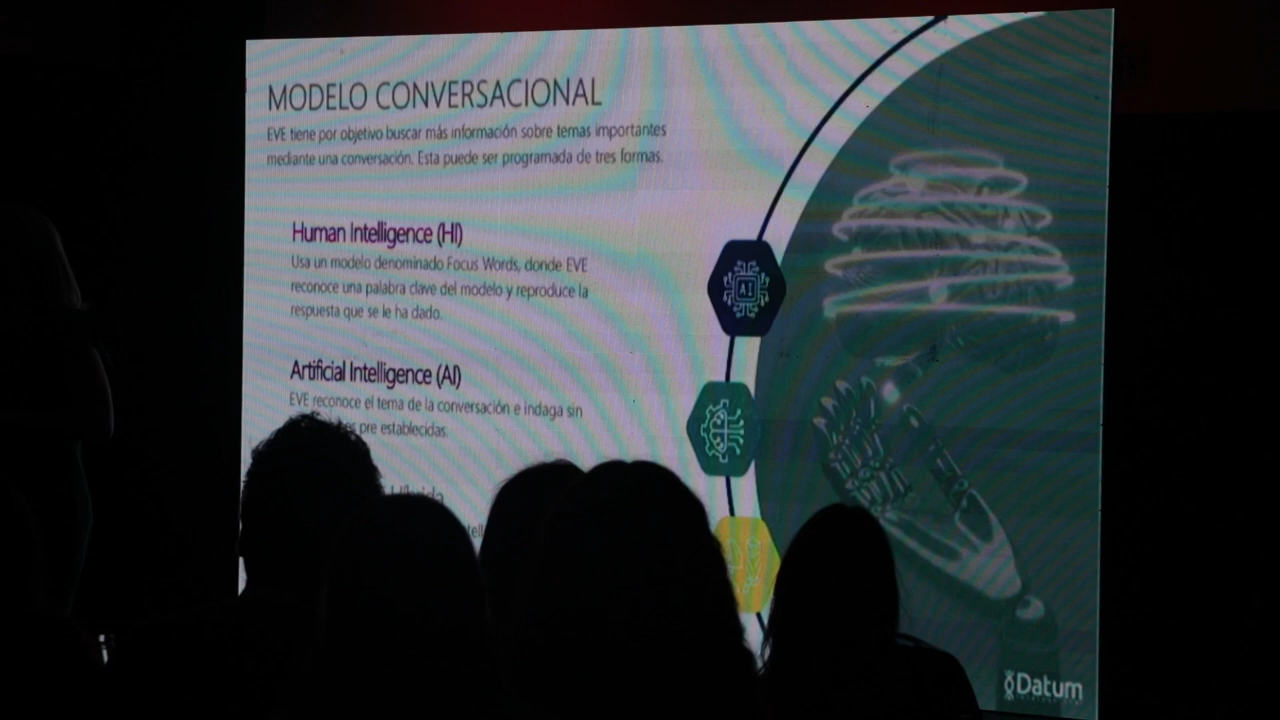 MODELO CONVERSACIONAL
EVE tiene por objetivo buscar más información sobre temas importantes
mediante una conversación. Esta puede ser programada de tres formas.
Human Intelligence (HI)
Usa un modelo denominado Focus Words, donde EVE
reconoce una palabra clave del modelo y reproduce la
respuesta que se le ha dado.
AI
Artificial Intelligence (AI)
EVE reconoce el tema de la conversación e indaga sin
pre establecidas.
Datum